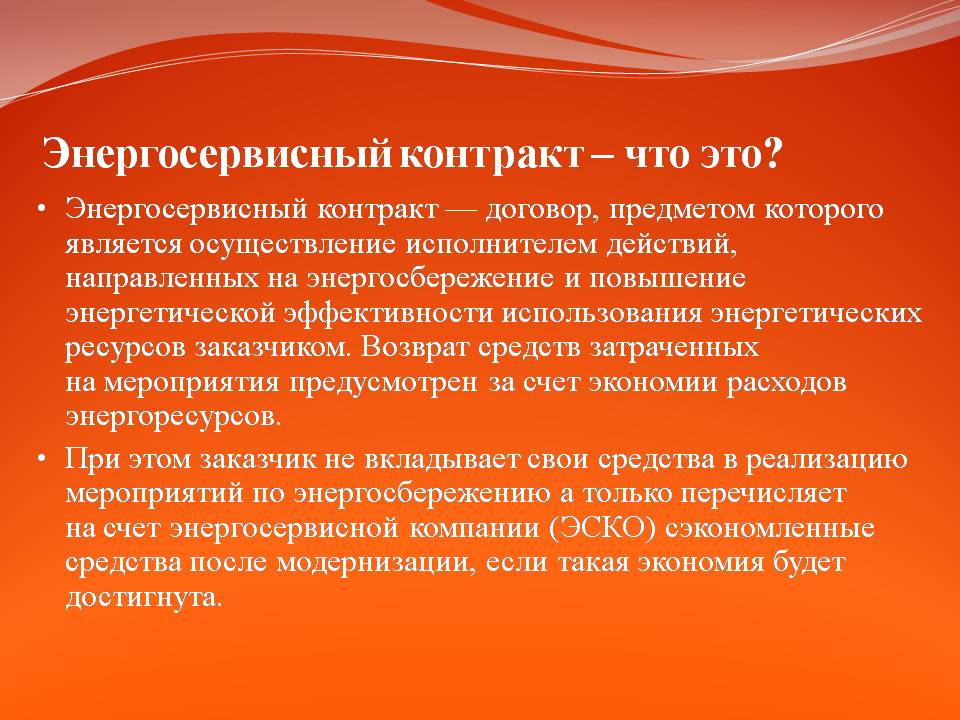 Энергосервисный контракт – что это?
• Энергосервисный контракт — договор, предметом которого
является осуществление исполнителем действий,
направленных на энергосбережение и повышение
энергетической эффективности использования энергетических
ресурсов заказчиком. Возврат средств затраченных
на мероприятия предусмотрен за счет экономии расходов
энергоресурсов.
• При этом заказчик не вкладывает свои средства в реализацию
мероприятий по энергосбережению а только перечисляет
на счет энергосервисной компании (ЭСКО) сэкономленные
средства после модернизации, если такая экономия будет
достигнута.